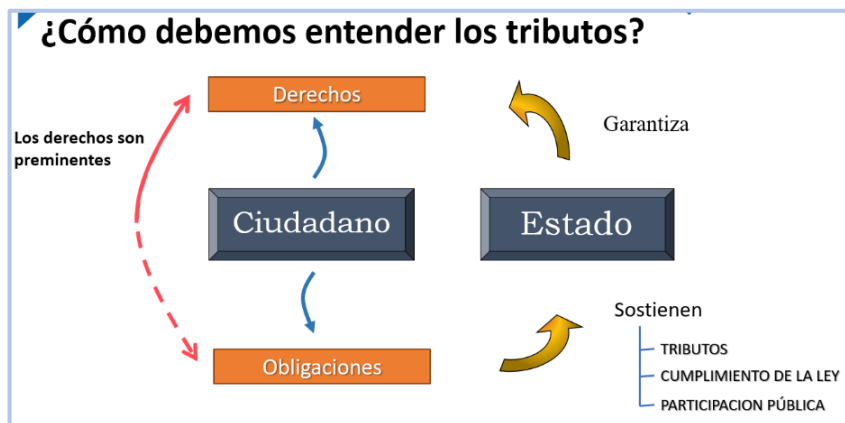 ¿Cómo debemos entender los tributos?
Derechos
Garantiza
Los derechos son
preminentes
Ciudadano
Estado
Sostienen
Obligaciones
TRIBUTOS
CUMPLIMIENTO DE LA LEY
PARTICIPACION PÚBLICA